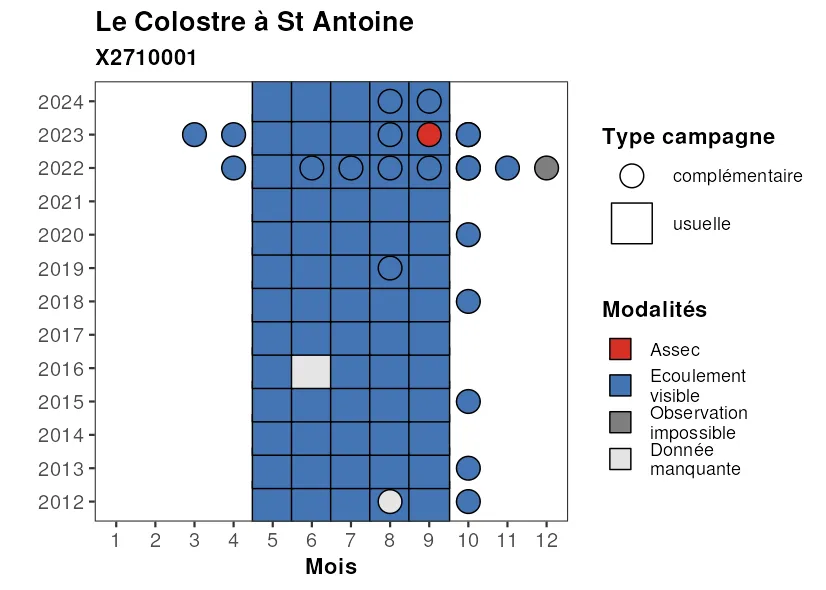 Le Colostre à St Antoine
X2710001
2024
2023
2022
2021
2020
2019
2018
2017
2016
2015
2014
2013
2012
1 2 3 4 5 6 7 8 9 10 11 12
Mois
Type campagne
complémentaire
usuelle
Modalités
Assec
Ecoulement
visible
Observation
impossible
Donnée
manquante